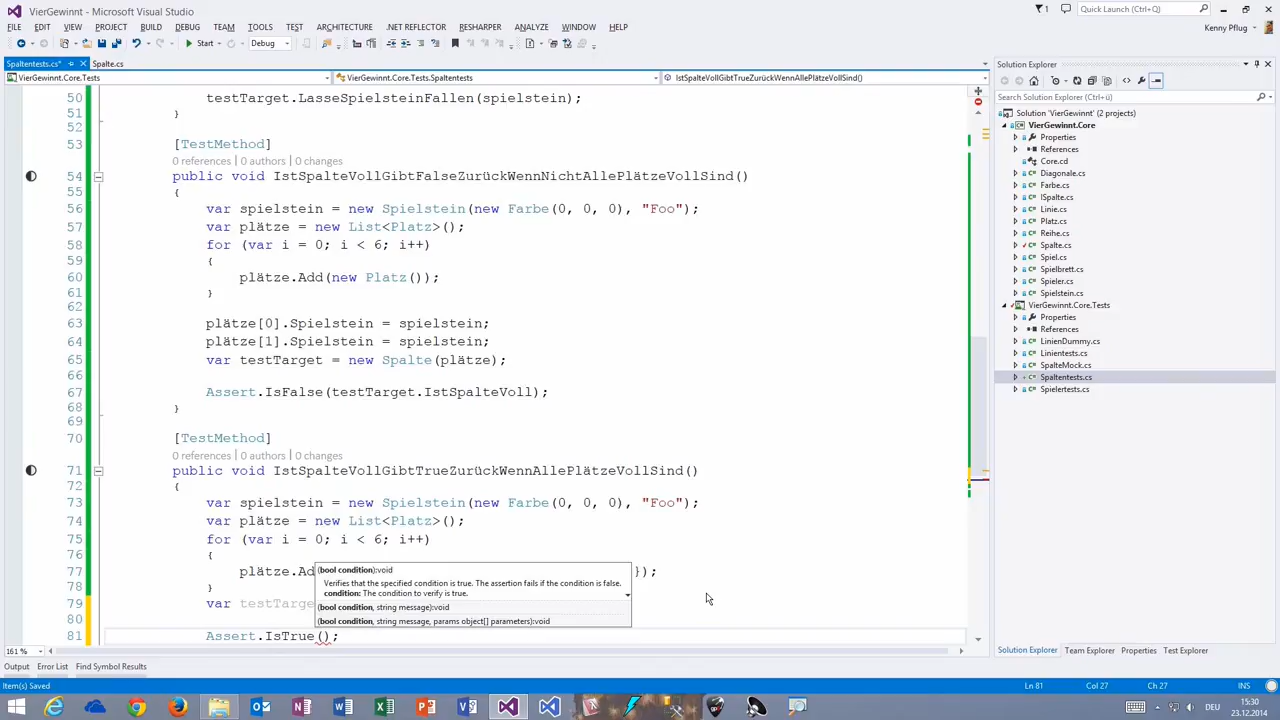 VierGewinnt - Microsoft Visual Studio
1
Quick Launch (Ctrl+Q)
FILE EDIT VIEW PROJECT BUILD DEBUG TEAM TOOLS TEST ARCHITECTURE .NET REFLECTOR RESHARPER ANALYZE WINDOW HELP
Kenny Pflug
Start Debug
Spaltentests.cs* Spalte.cs
Solution Explorer
VierGewinnt.Core.Tests
VierGewinnt.Core.Tests.Spaltentests
IstSpalteVollGibtTrueZurückWennAllePlätzeVollSind()
Search Solution Explorer (Ctrl+ü)
50 testTarget.LasseSpielsteinFallen(spielstein);
51 }
52
53 [TestMethod]
0 references | 0 authors | 0 changes
54 public void IstSpalteVollGibtFalseZurückWennNichtAllePlätzeVollSind()
55 {
56 var spielstein = new Spielstein(new Farbe(0, 0, 0), "Foo");
57 var plätze = new List<Platz>();
58 for (var i = 0; i < 6; i++)
59 {
60 plätze.Add(new Platz());
61 }
62
63 plätze[0].Spielstein = spielstein;
64 plätze[1].Spielstein = spielstein;
65 var testTarget = new Spalte(plätze);
66
67 Assert.IsFalse(testTarget.IstSpalteVoll);
68 }
69
70 [TestMethod]
0 references | 0 authors | 0 changes
71 public void IstSpalteVollGibtTrueZurückWennAllePlätzeVollSind()
72 {
73 var spielstein = new Spielstein(new Farbe(0, 0, 0), "Foo");
74 var plätze = new List<Platz>();
75 for (var i = 0; i < 6; i++)
76 {
77 plätze.Ad });
78 }
79 var testTarge
80
81 Assert.IsTrue();
(bool condition):void
Verifies that the specified condition is true. The assertion fails if the condition is false.
condition: The condition to verify is true.
(bool condition, string message):void
(bool condition, string message, params object[] parameters):void
Solution 'VierGewinnt' (2 projects)
VierGewinnt.Core
Properties
References
Core.cd
Diagonale.cs
Farbe.cs
ISpalte.cs
Linie.cs
Platz.cs
Reihe.cs
Spalte.cs
Spiel.cs
Spielbrett.cs
Spieler.cs
Spielstein.cs
VierGewinnt.Core.Tests
Properties
References
LinienDummy.cs
Linientests.cs
SpalteMock.cs
Spaltentests.cs
Spielertests.cs
161 %
Solution Explorer Team Explorer Properties Test Explorer
Output Error List Find Symbol Results
Item(s) Saved
Ln 81 Col 27 Ch 27 INS
DEU
15:30
23.12.2014